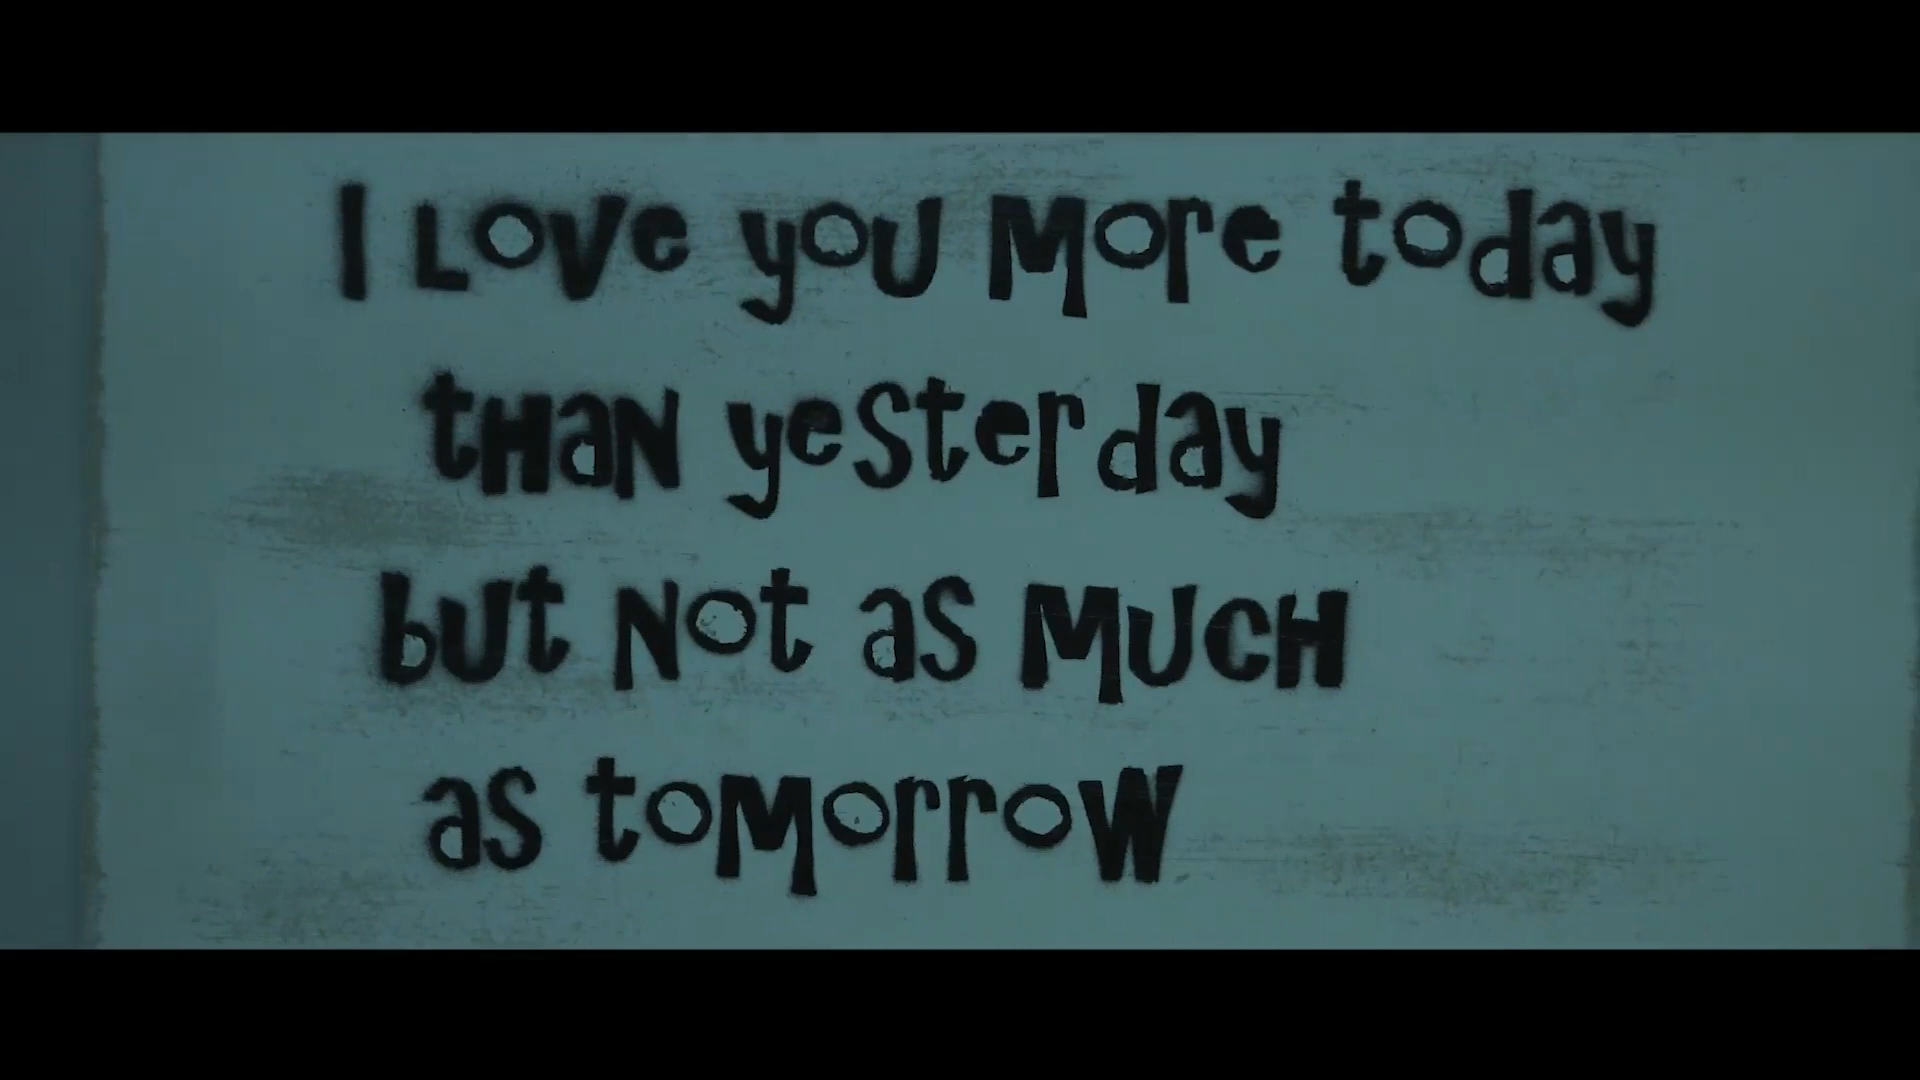 I Love you More today
tHaN yesterday
but Not as MUCH
as toMorrow